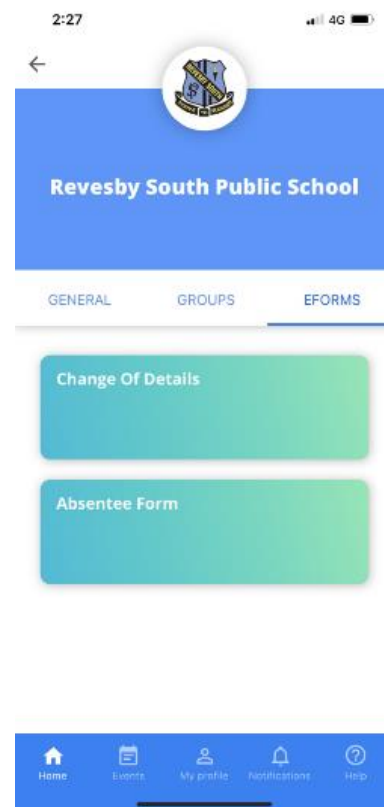 2:27
4G
Revesby South Public School
GENERAL
GROUPS
EFORMS
Change Of Details
Absentee Form
Home
Events
My profile
Notifications
Help